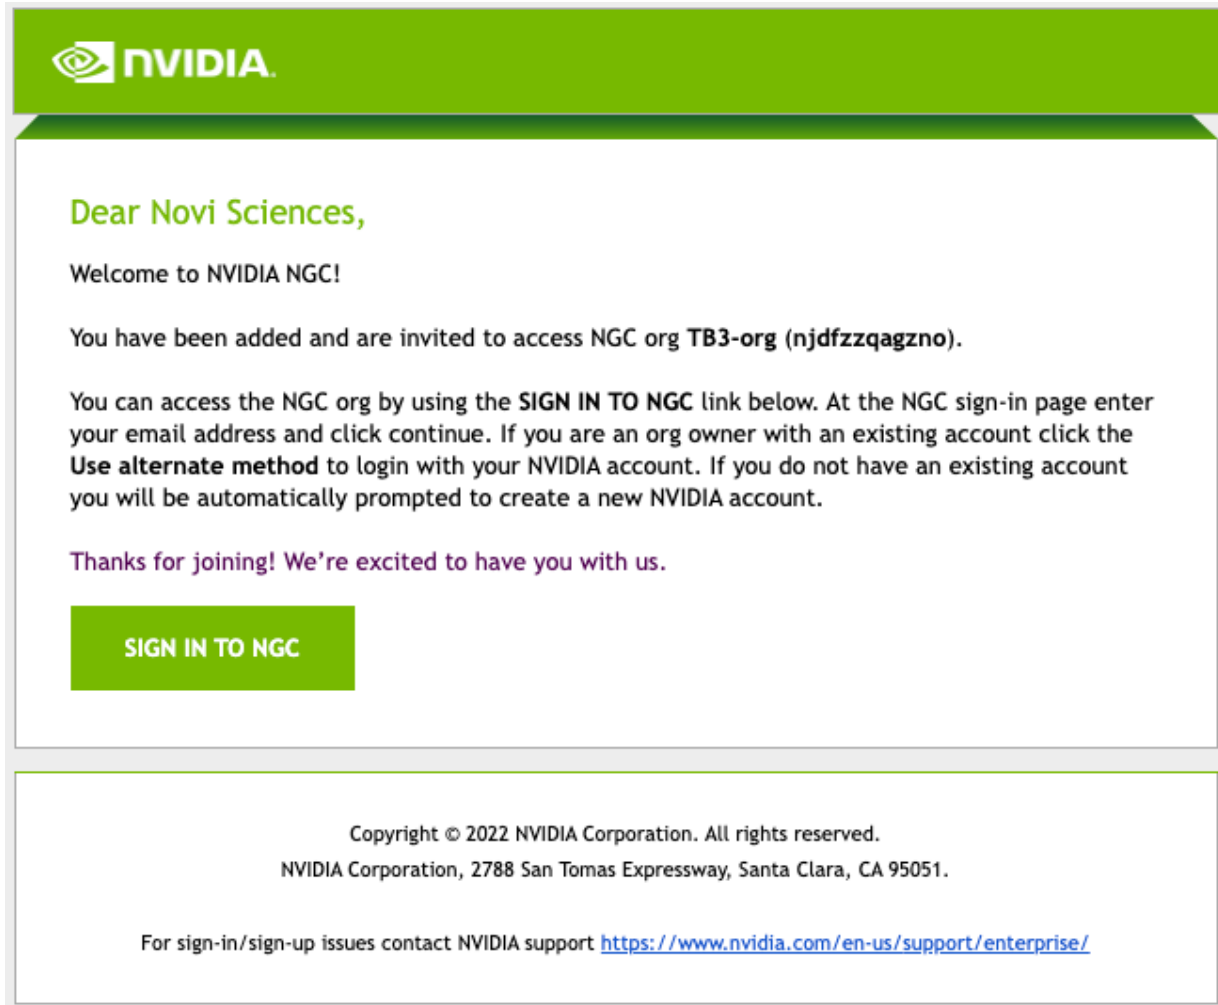 NVIDIA.
Dear Novi Sciences,
Welcome to NVIDIA NGC!
You have been added and are invited to access NGC org TB3-org (njdfzzqagzno).
You can access the NGC org by using the SIGN IN TO NGC link below. At the NGC sign-in page enter
your email address and click continue. If you are an org owner with an existing account click the
Use alternate method to login with your NVIDIA account. If you do not have an existing account
you will be automatically prompted to create a new NVIDIA account.
Thanks for joining! We’re excited to have you with us.
SIGN IN TO NGC
Copyright © 2022 NVIDIA Corporation. All rights reserved.
NVIDIA Corporation, 2788 San Tomas Expressway, Santa Clara, CA 95051.
For sign-in/sign-up issues contact NVIDIA support https://www.nvidia.com/en-us/support/enterprise/